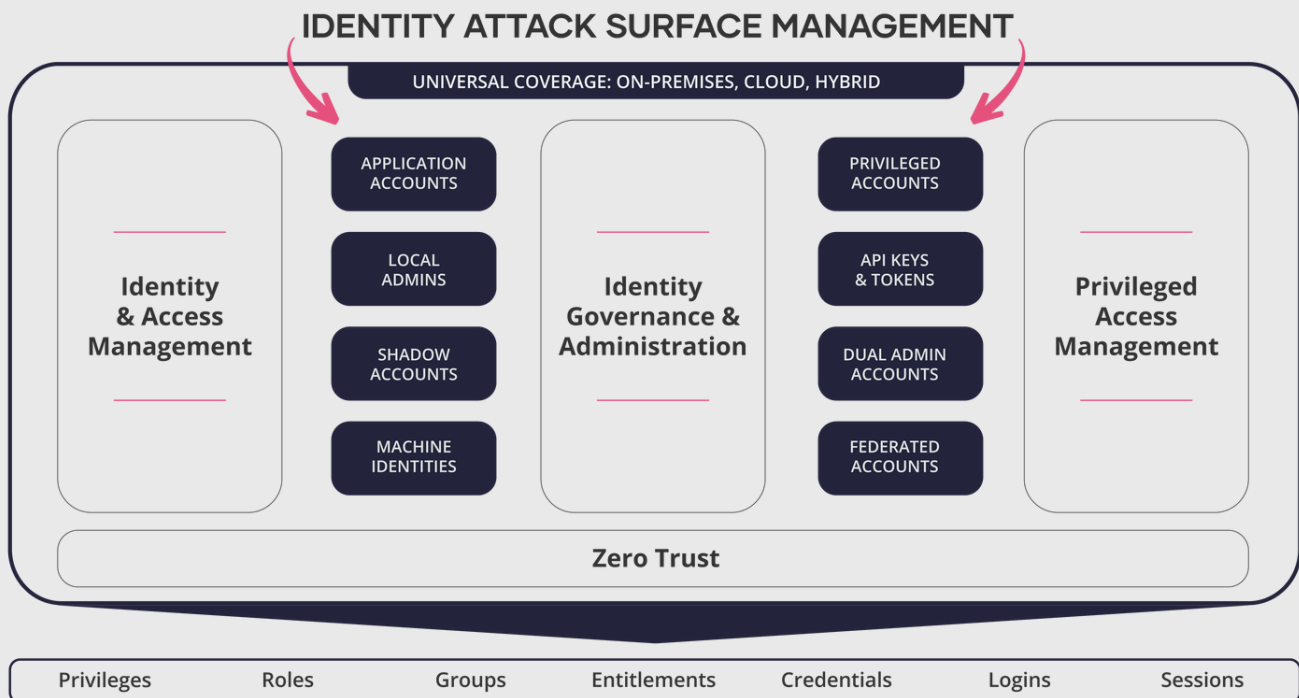 IDENTITY ATTACK SURFACE MANAGEMENT
UNIVERSAL COVERAGE: ON-PREMISES, CLOUD, HYBRID
Identity
& Access
Management
APPLICATION
ACCOUNTS
LOCAL
ADMINS
SHADOW
ACCOUNTS
MACHINE
IDENTITIES
Identity
Governance &
Administration
PRIVILEGED
ACCOUNTS
API KEYS
& TOKENS
DUAL ADMIN
ACCOUNTS
FEDERATED
ACCOUNTS
Privileged
Access
Management
Zero Trust
Privileges Roles Groups Entitlements Credentials Logins Sessions